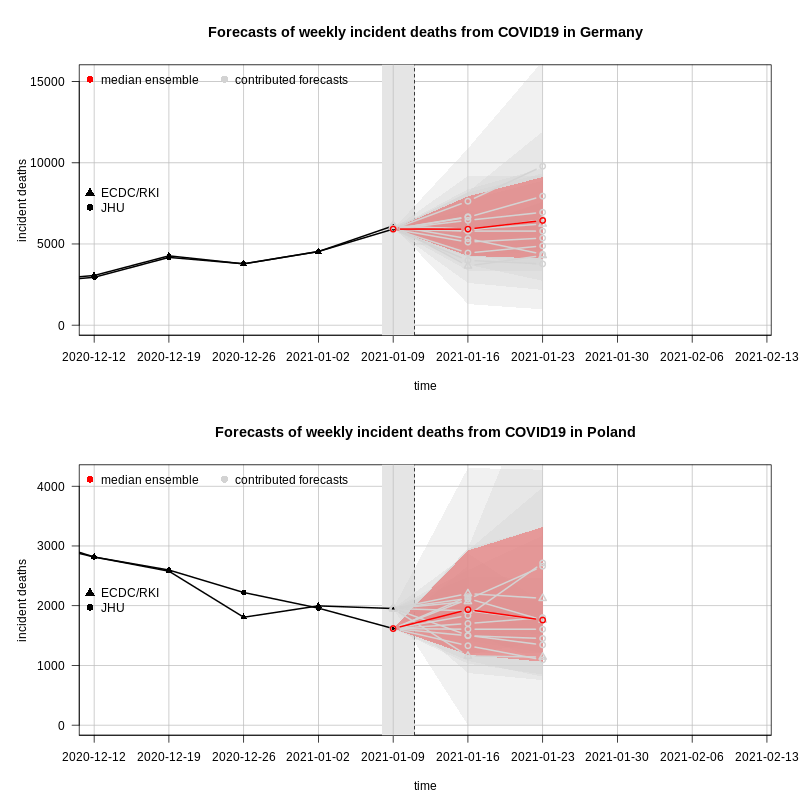 Forecasts of weekly incident deaths from COVID19 in Germany
median ensemble contributed forecasts
15000
10000
ECDC/RKI
JHU
5000
0
incident deaths
2020-12-12 2020-12-19 2020-12-26 2021-01-02 2021-01-09 2021-01-16 2021-01-23 2021-01-30 2021-02-06 2021-02-13
time
Forecasts of weekly incident deaths from COVID19 in Poland
median ensemble contributed forecasts
4000
3000
ECDC/RKI
JHU
2000
1000
0
incident deaths
2020-12-12 2020-12-19 2020-12-26 2021-01-02 2021-01-09 2021-01-16 2021-01-23 2021-01-30 2021-02-06 2021-02-13
time